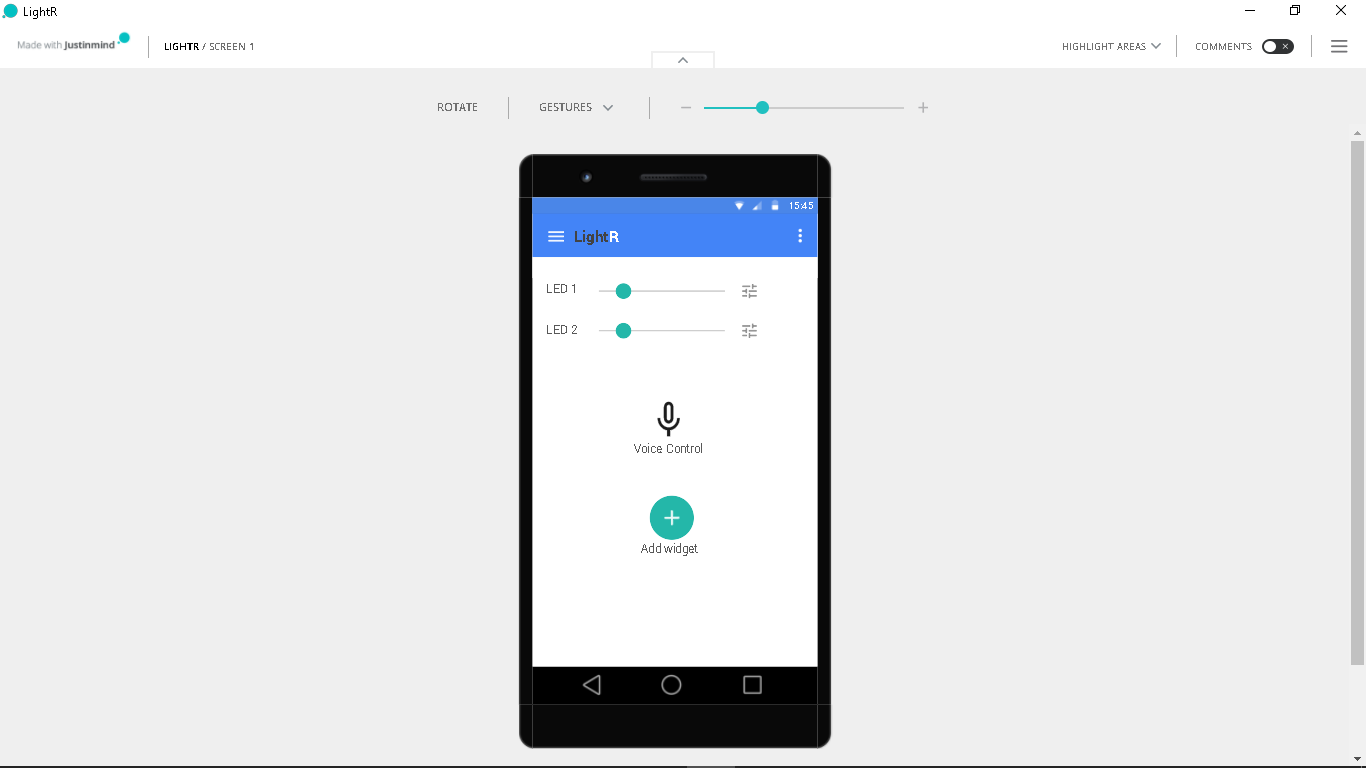 LightR
Made with Justinmind
LIGHTR / SCREEN 1
HIGHLIGHT AREAS
COMMENTS
ROTATE
GESTURES
15:45
LightR
LED 1
LED 2
Voice Control
Add widget